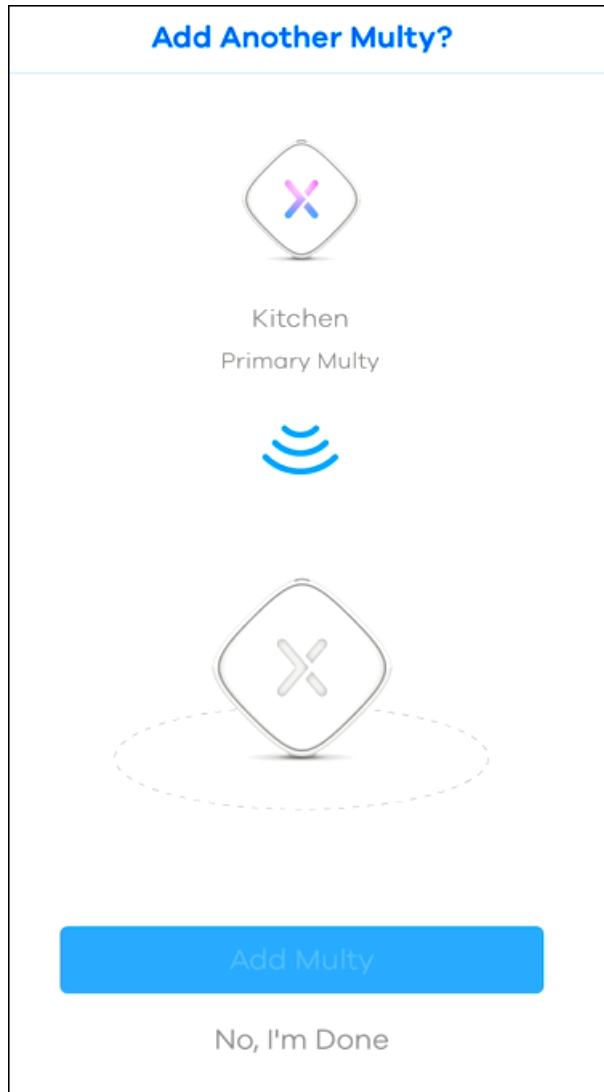 Add Another Multy?
Kitchen
Primary Multy
Add Multy
No, I'm Done